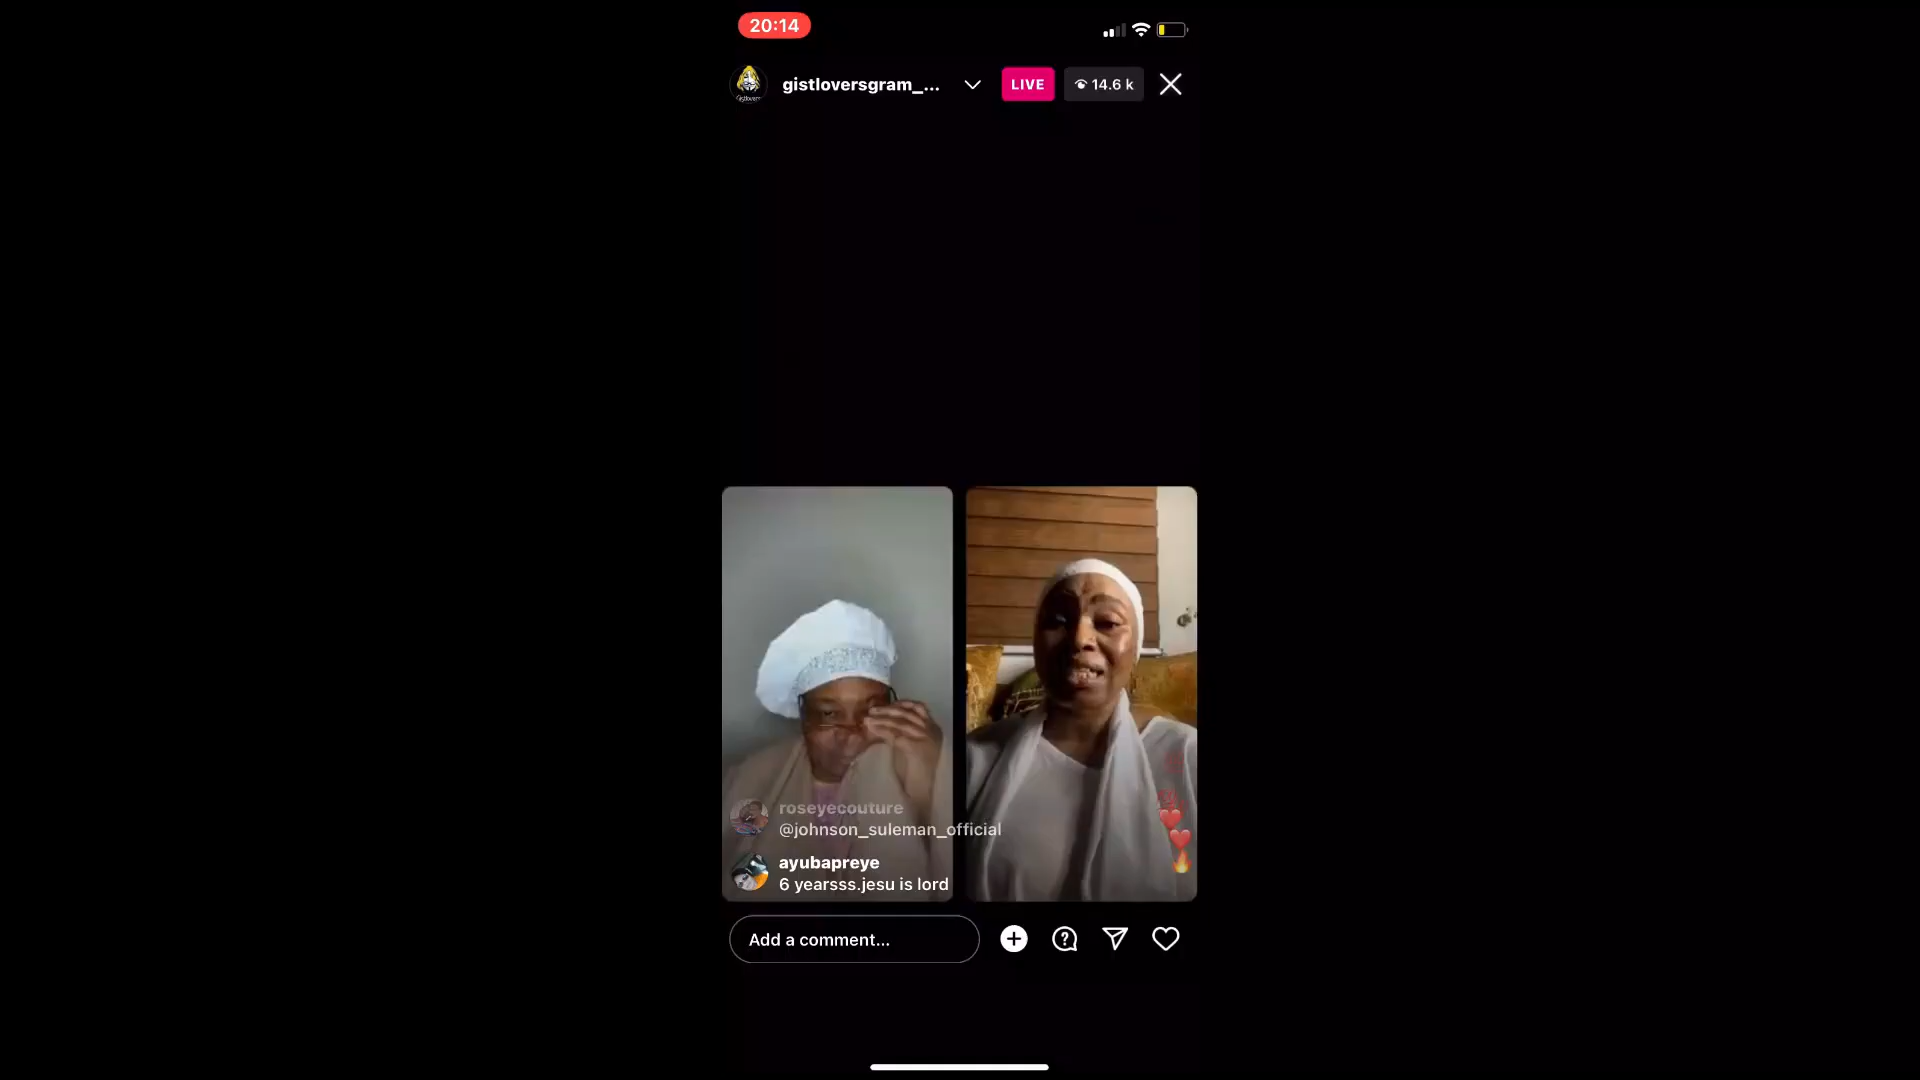 20:14
gistloversgram_...
LIVE
14.6 k
roseyecouture
@johnson_suleman_official
ayubapreye
6 yearsss.jesu is lord
Add a comment...